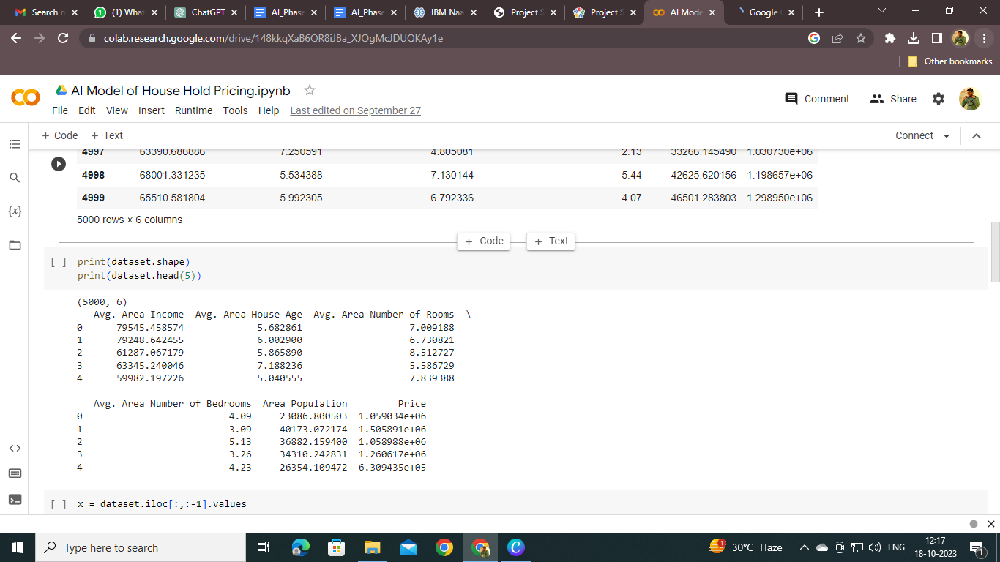 Search r
(1) What
ChatGPT
AI_Phase
AI_Phase
IBM Naa
Project S
Project S
AI Mode
Google
colab.research.google.com/drive/148kkqXaB6QR8iJBa_XJOgMcJDUQKAy1e
Other bookmarks
AI Model of House Hold Pricing.ipynb
Comment
Share
File Edit View Insert Runtime Tools Help Last edited on September 27
+ Code + Text
Connect
4997 63390.686886 7.250591 4.805081 2.13 33266.145490 1.030730e+06
4998 68001.331235 5.534388 7.130144 5.44 42625.620156 1.198657e+06
4999 65510.581804 5.992305 6.792336 4.07 46501.283803 1.298950e+06
5000 rows × 6 columns
+ Code + Text
{x}
[ ] print(dataset.shape)
print(dataset.head(5))
(5000, 6)
Avg. Area Income Avg. Area House Age Avg. Area Number of Rooms \
0 79545.458574 5.682861 7.009188
1 79248.642455 6.002900 6.730821
2 61287.067179 5.865890 8.512727
3 63345.240046 7.188236 5.586729
4 59982.197226 5.040555 7.839388
Avg. Area Number of Bedrooms Area Population Price
0 4.09 23086.800503 1.059034e+06
1 3.09 40173.072174 1.505891e+06
2 5.13 36882.159400 1.058988e+06
3 3.26 34310.242831 1.260617e+06
4 4.23 26354.109472 6.309435e+05
[ ] x = dataset.iloc[:,:-1].values
Type here to search
1
30°C Haze
ENG
12:17
18-10-2023
1